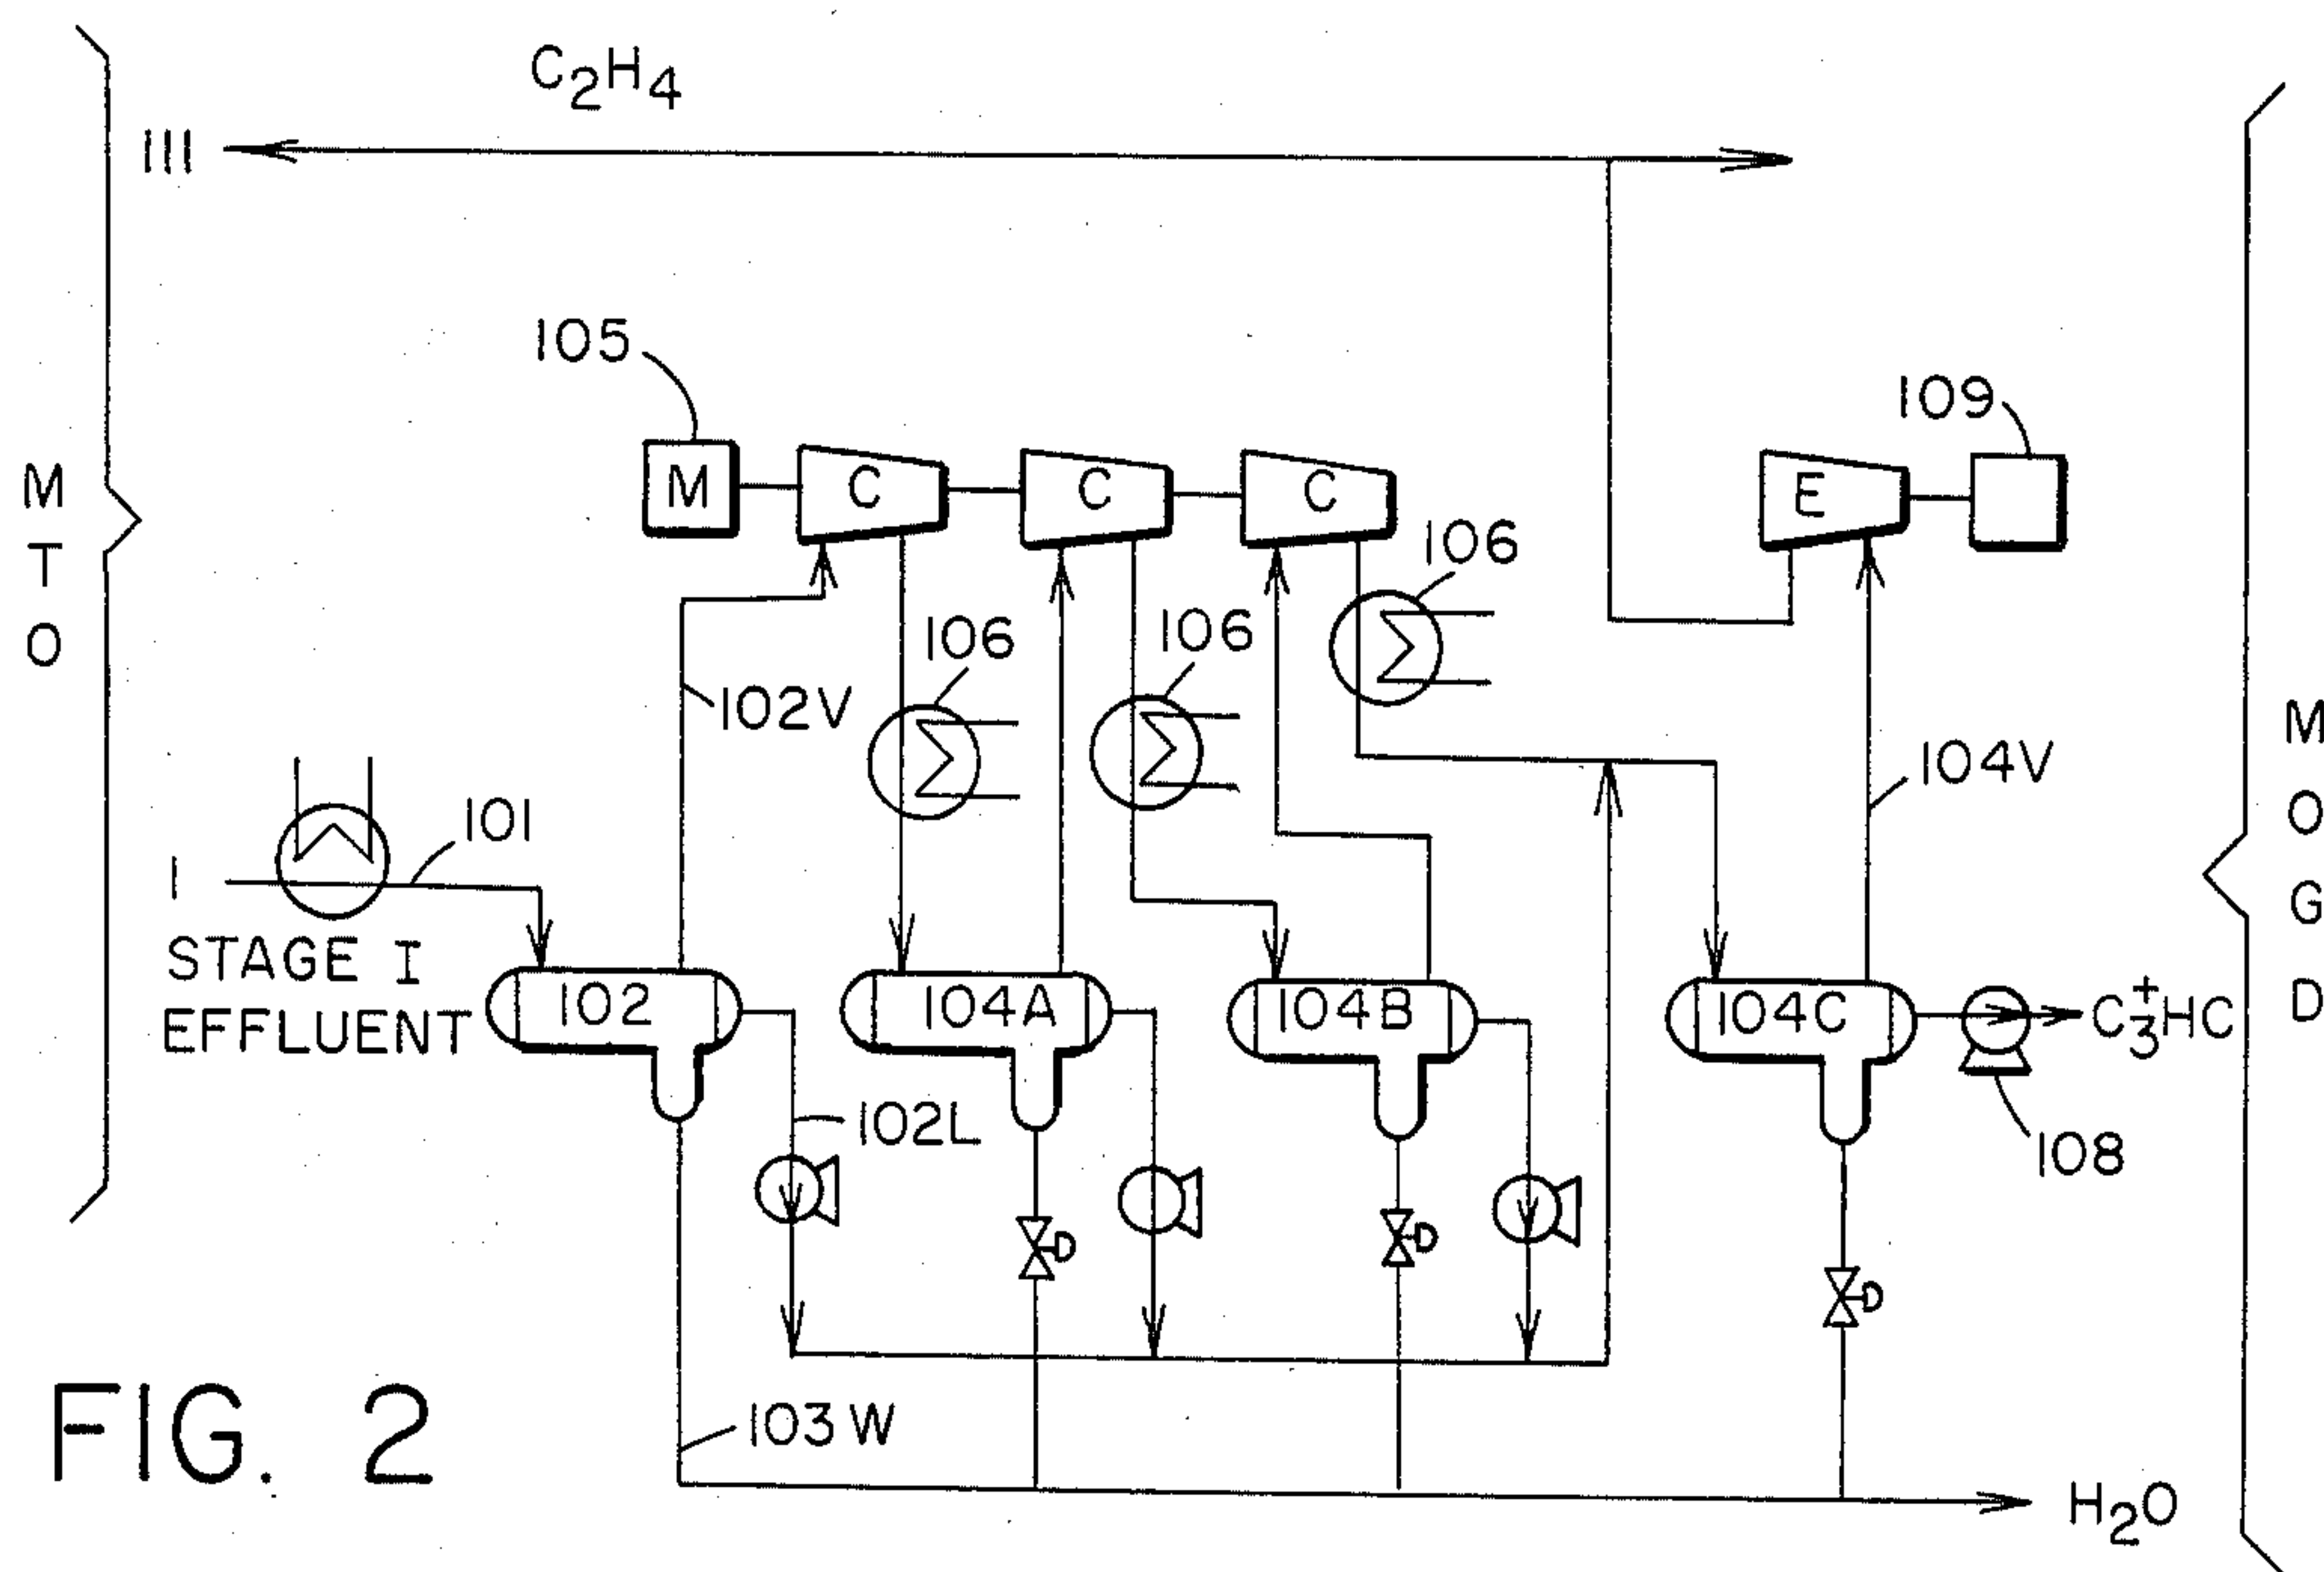 C2H4
III
105
109
M
C
C
C
E
106
106
106
102V
104V
M
T
O
M
O
G
D
101
I
STAGE I
EFFLUENT
102
104A
104B
104C
C3+HC
102L
108
D
D
D
103W
FIG. 2
H2O